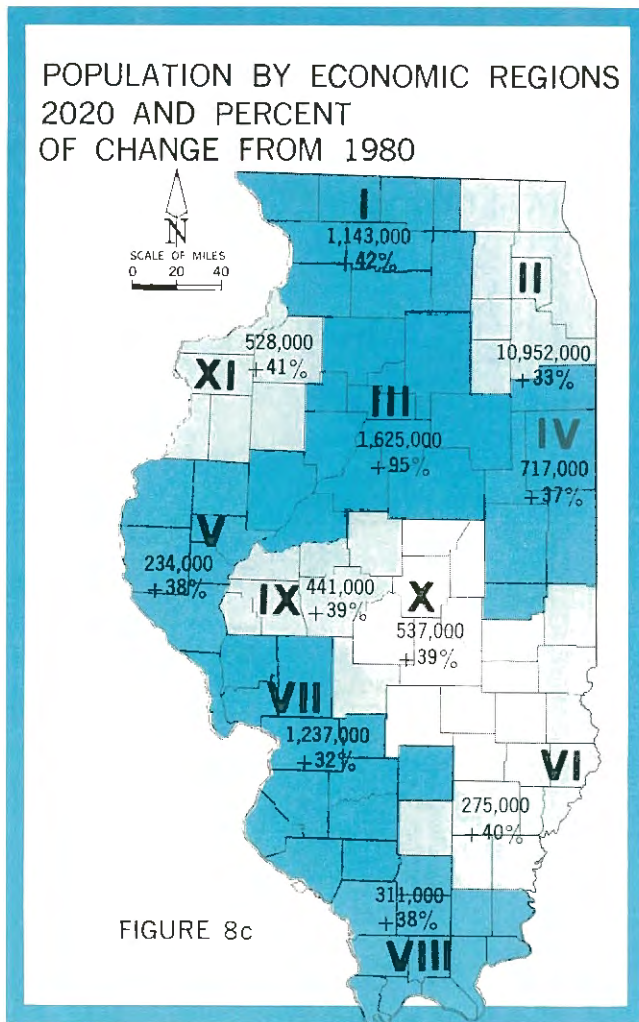 POPULATION BY ECONOMIC REGIONS
2020 AND PERCENT
OF CHANGE FROM 1980
N
SCALE OF MILES
0 20 40
I
1,143,000
+42%
II
10,952,000
+33%
XI
528,000
+41%
III
1,625,000
+95%
IV
717,000
+37%
V
234,000
+38%
IX
441,000
+39%
X
537,000
+39%
VII
1,237,000
+32%
VI
275,000
+40%
311,000
+38%
VIII
FIGURE 8c